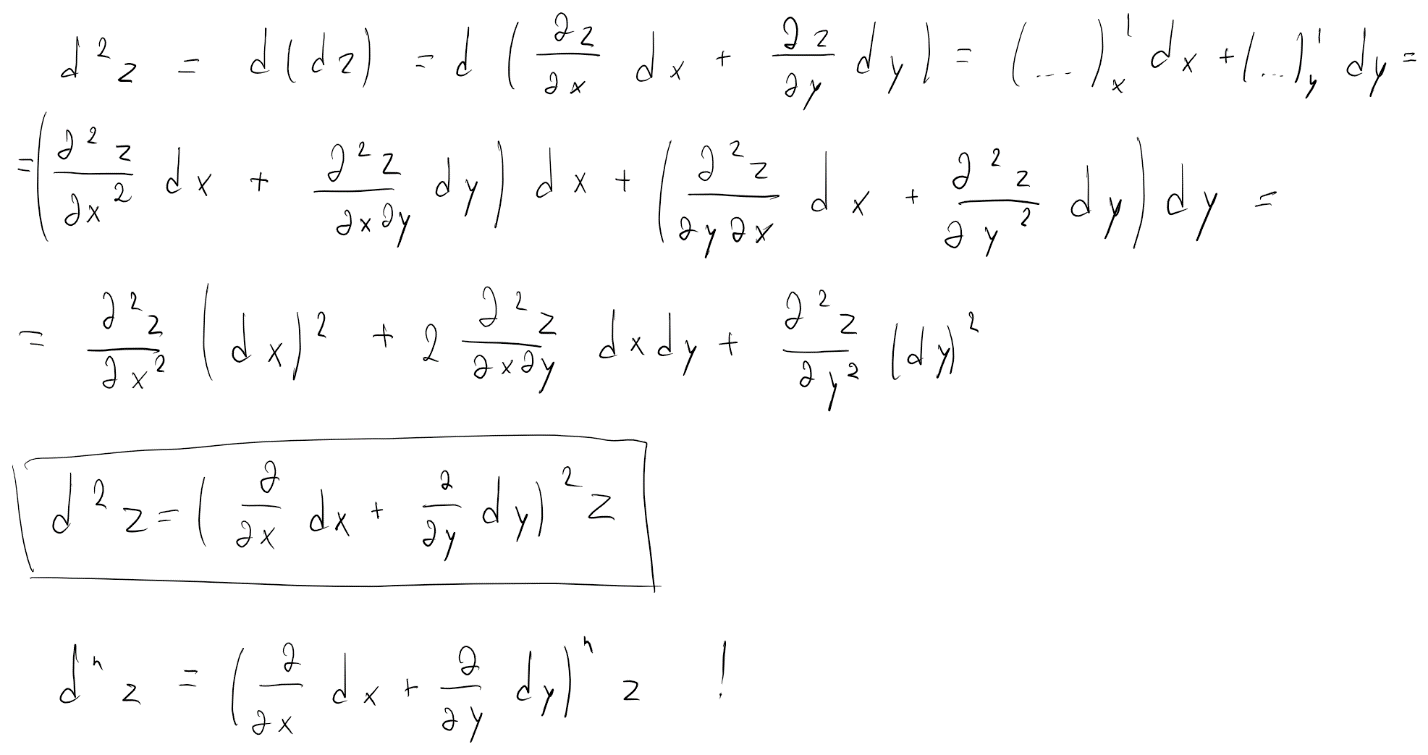 d²z = d(dz) = d(∂z/∂x dx + ∂z/∂y dy) = (...)'ₓ dx + (...)'ᵧ dy =
= (∂²z/∂x² dx + ∂²z/∂x∂y dy) dx + (∂²z/∂y∂x dx + ∂²z/∂y² dy) dy =
= ∂²z/∂x² (dx)² + 2 ∂²z/∂x∂y dxdy + ∂²z/∂y² (dy)²
d²z = (∂/∂x dx + ∂/∂y dy)² z
dⁿz = (∂/∂x dx + ∂/∂y dy)ⁿ z !